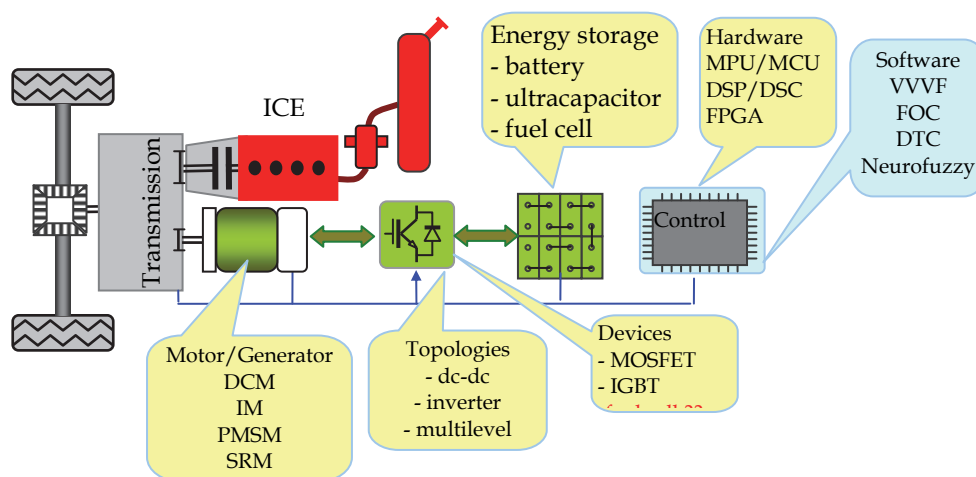 Energy storage
- battery
- ultracapacitor
- fuel cell
Hardware
MPU/MCU
DSP/DSC
FPGA
Software
VVVF
FOC
DTC
Neurofuzzy
ICE
Transmission
Control
Motor/Generator
DCM
IM
PMSM
SRM
Topologies
- dc-dc
- inverter
- multilevel
Devices
- MOSFET
- IGBT